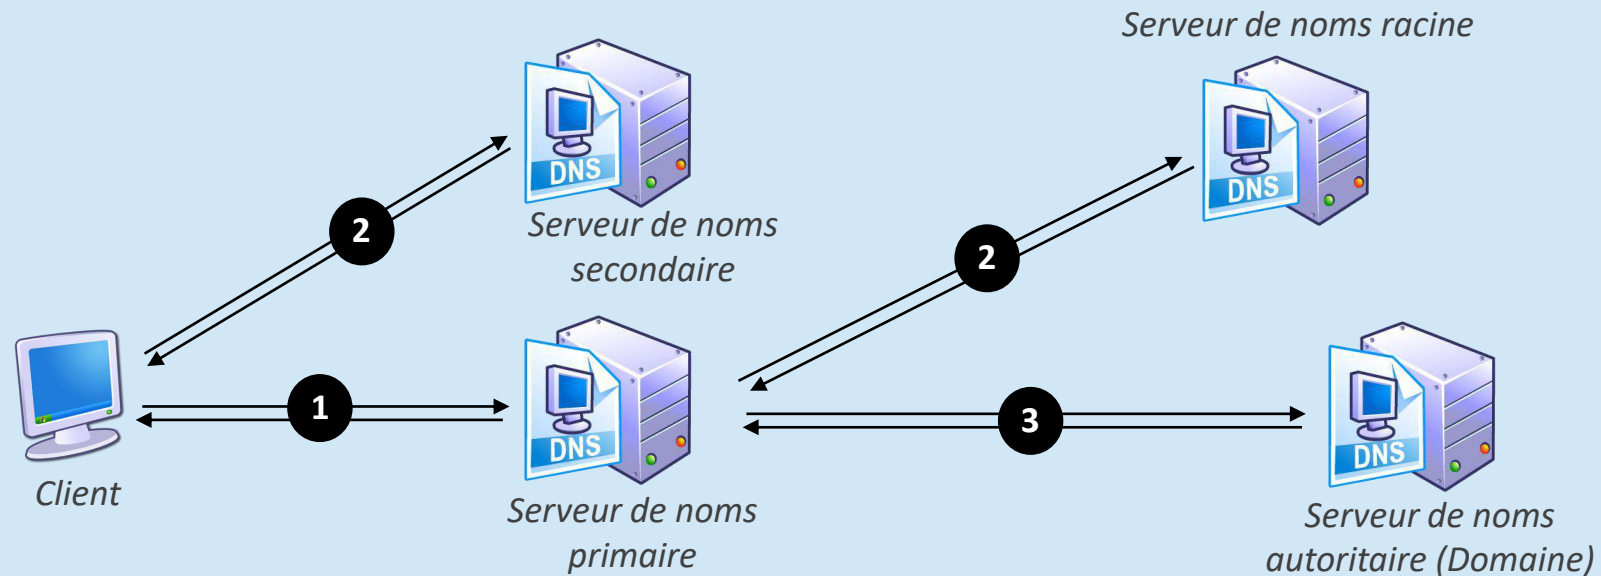 Serveur de noms racine
DNS
DNS
Serveur de noms
secondaire
2
2
1
DNS
3
DNS
Client
Serveur de noms
primaire
Serveur de noms
autoritaire (Domaine)